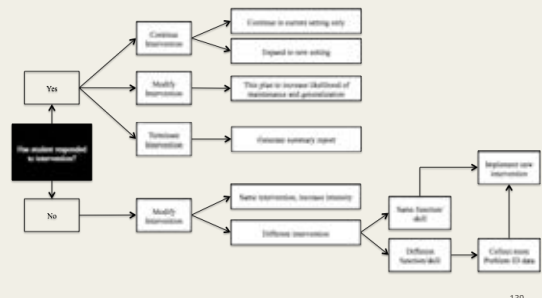 Continue in current setting only
Continue
Intervention
Expand to new setting
Yes
Modify
Intervention
Thin plan to increase likelihood of
maintenance and generalization
Has student responded
to intervention?
Terminate
Intervention
Generate summary report
Implement new
intervention
Same intervention, increase intensity
No
Modify
Intervention
Same function/
skill
Different intervention
Different
function/skill
Collect more
Problem ID data